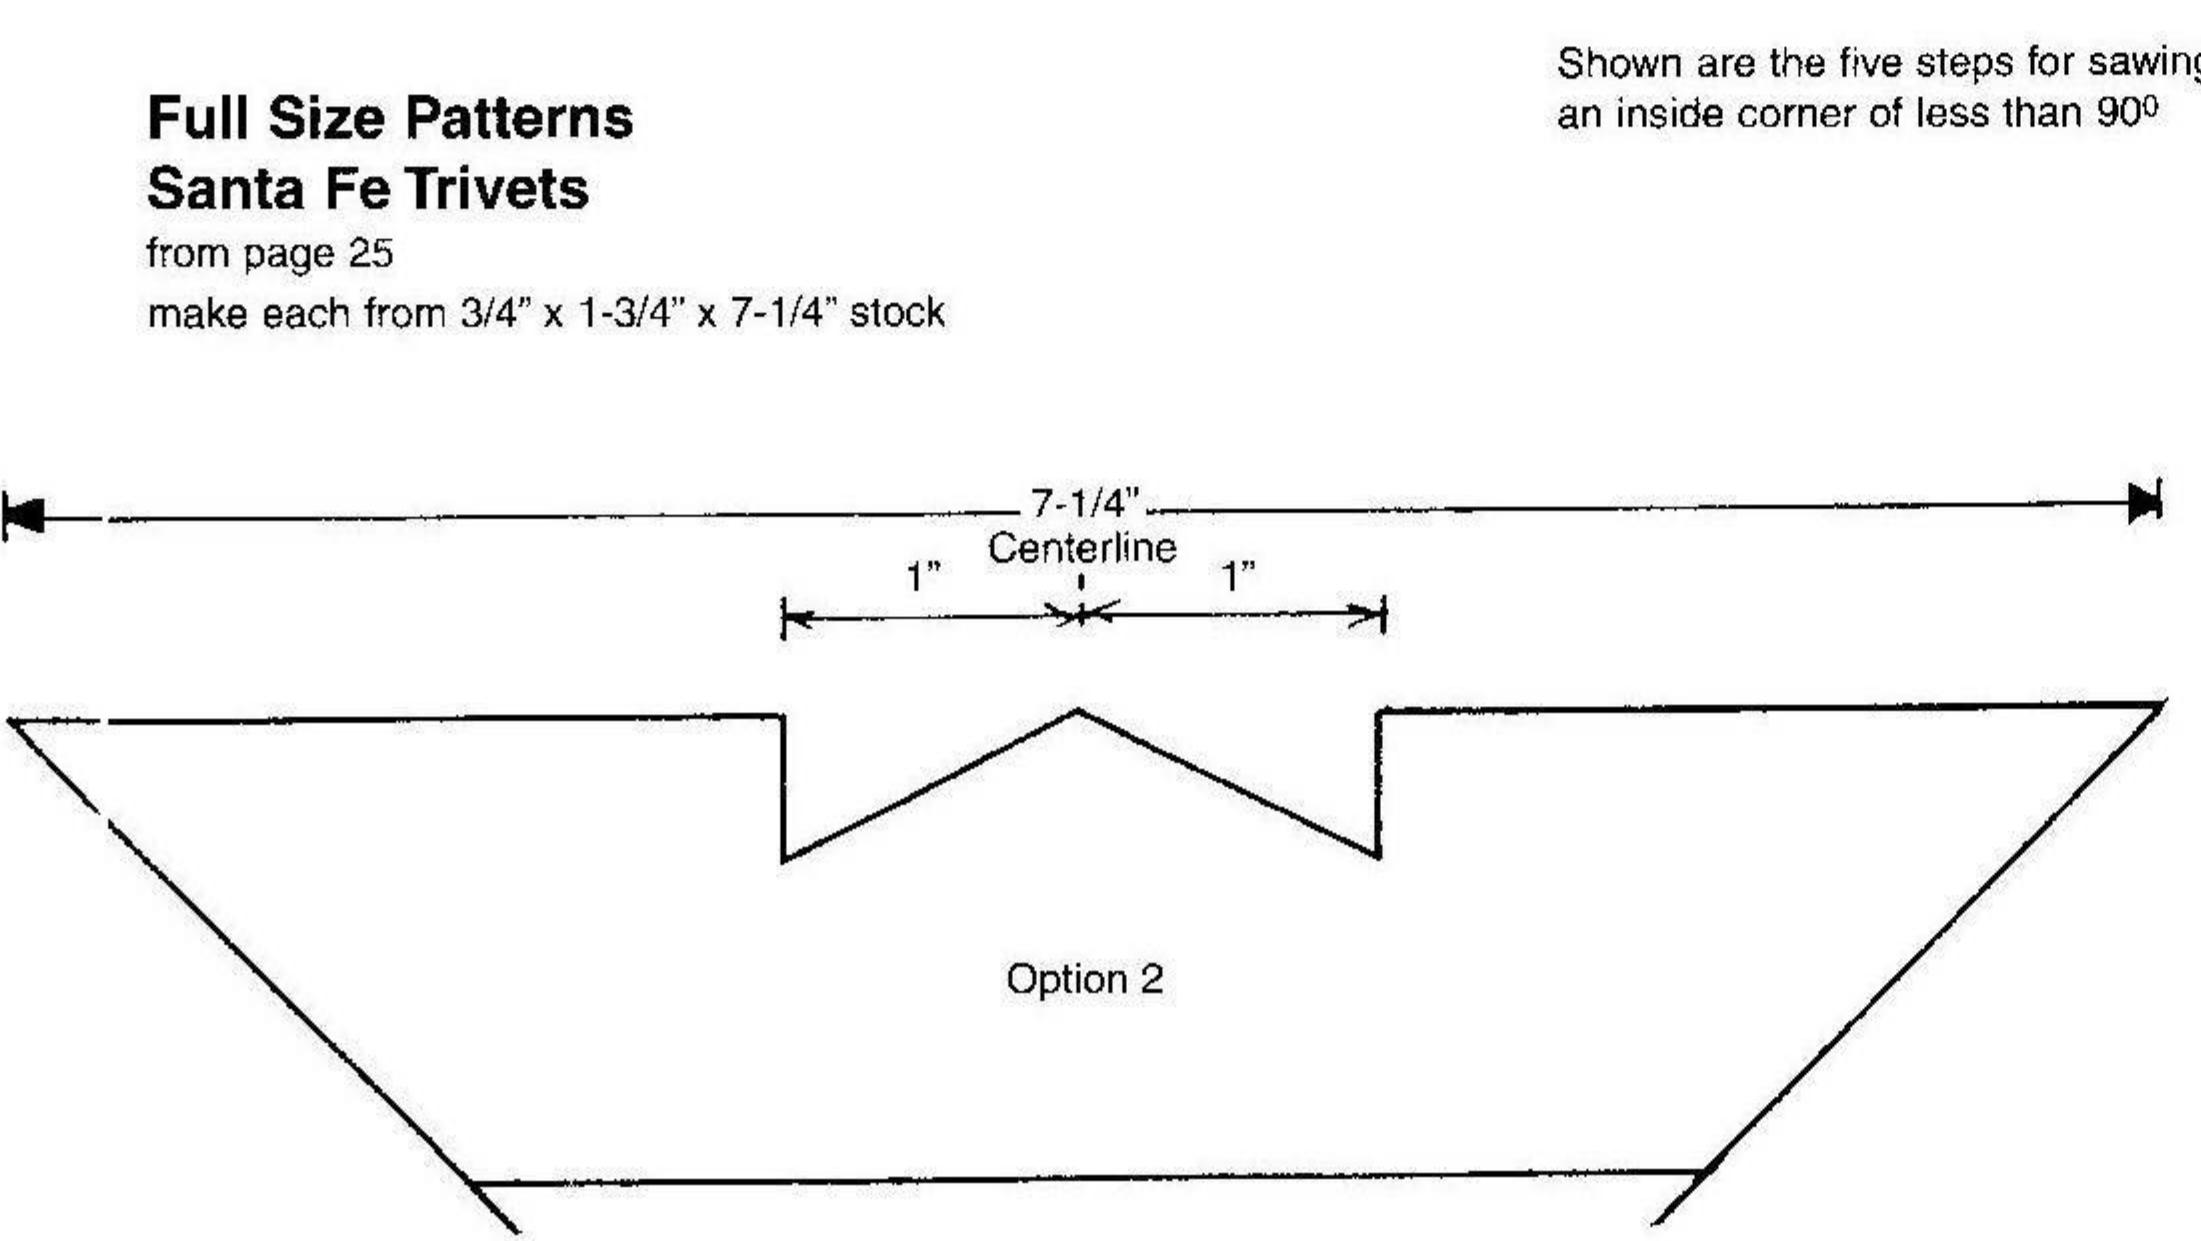 Full Size Patterns
Santa Fe Trivets
from page 25
make each from 3/4" x 1-3/4" x 7-1/4" stock
Shown are the five steps for sawing
an inside corner of less than 90⁰
7-1/4"
Centerline
1"
1"
Option 2